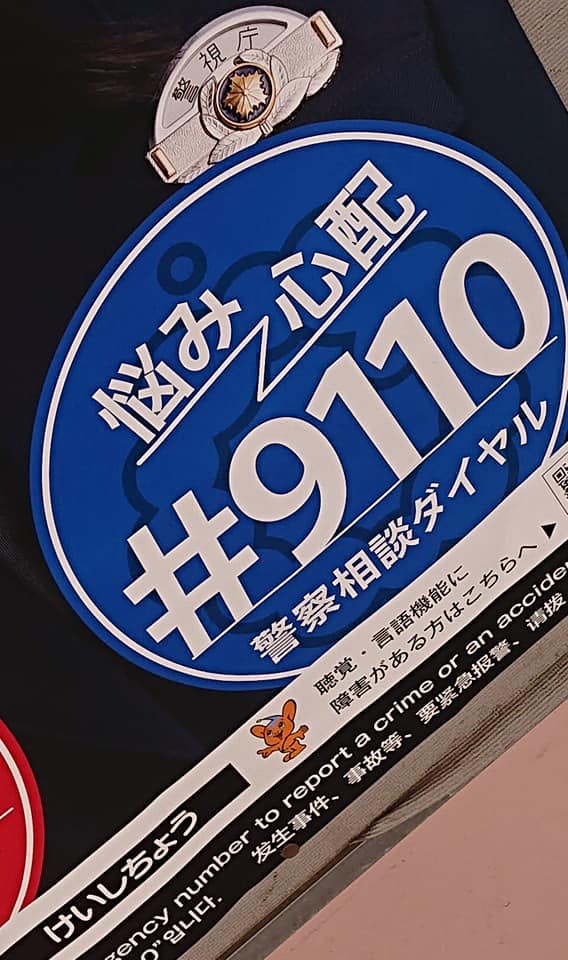 警視庁
悩み 心配
#9110
警察相談ダイヤル
聴覚・言語機能に
障害がある方はこちらへ ▶
けいしちょう
number to report a crime or an
发生事件、事故等、要紧急报警、请拨
0”입니다.